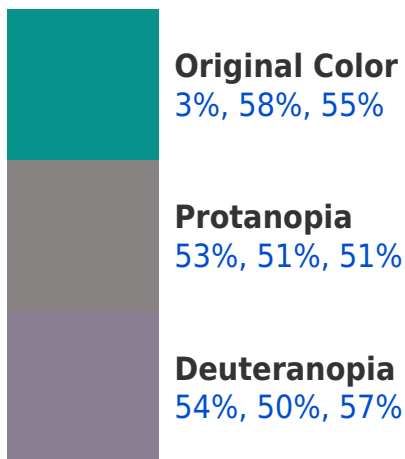 Original Color
3%, 58%, 55%
Protanopia
53%, 51%, 51%
Deuteranopia
54%, 50%, 57%